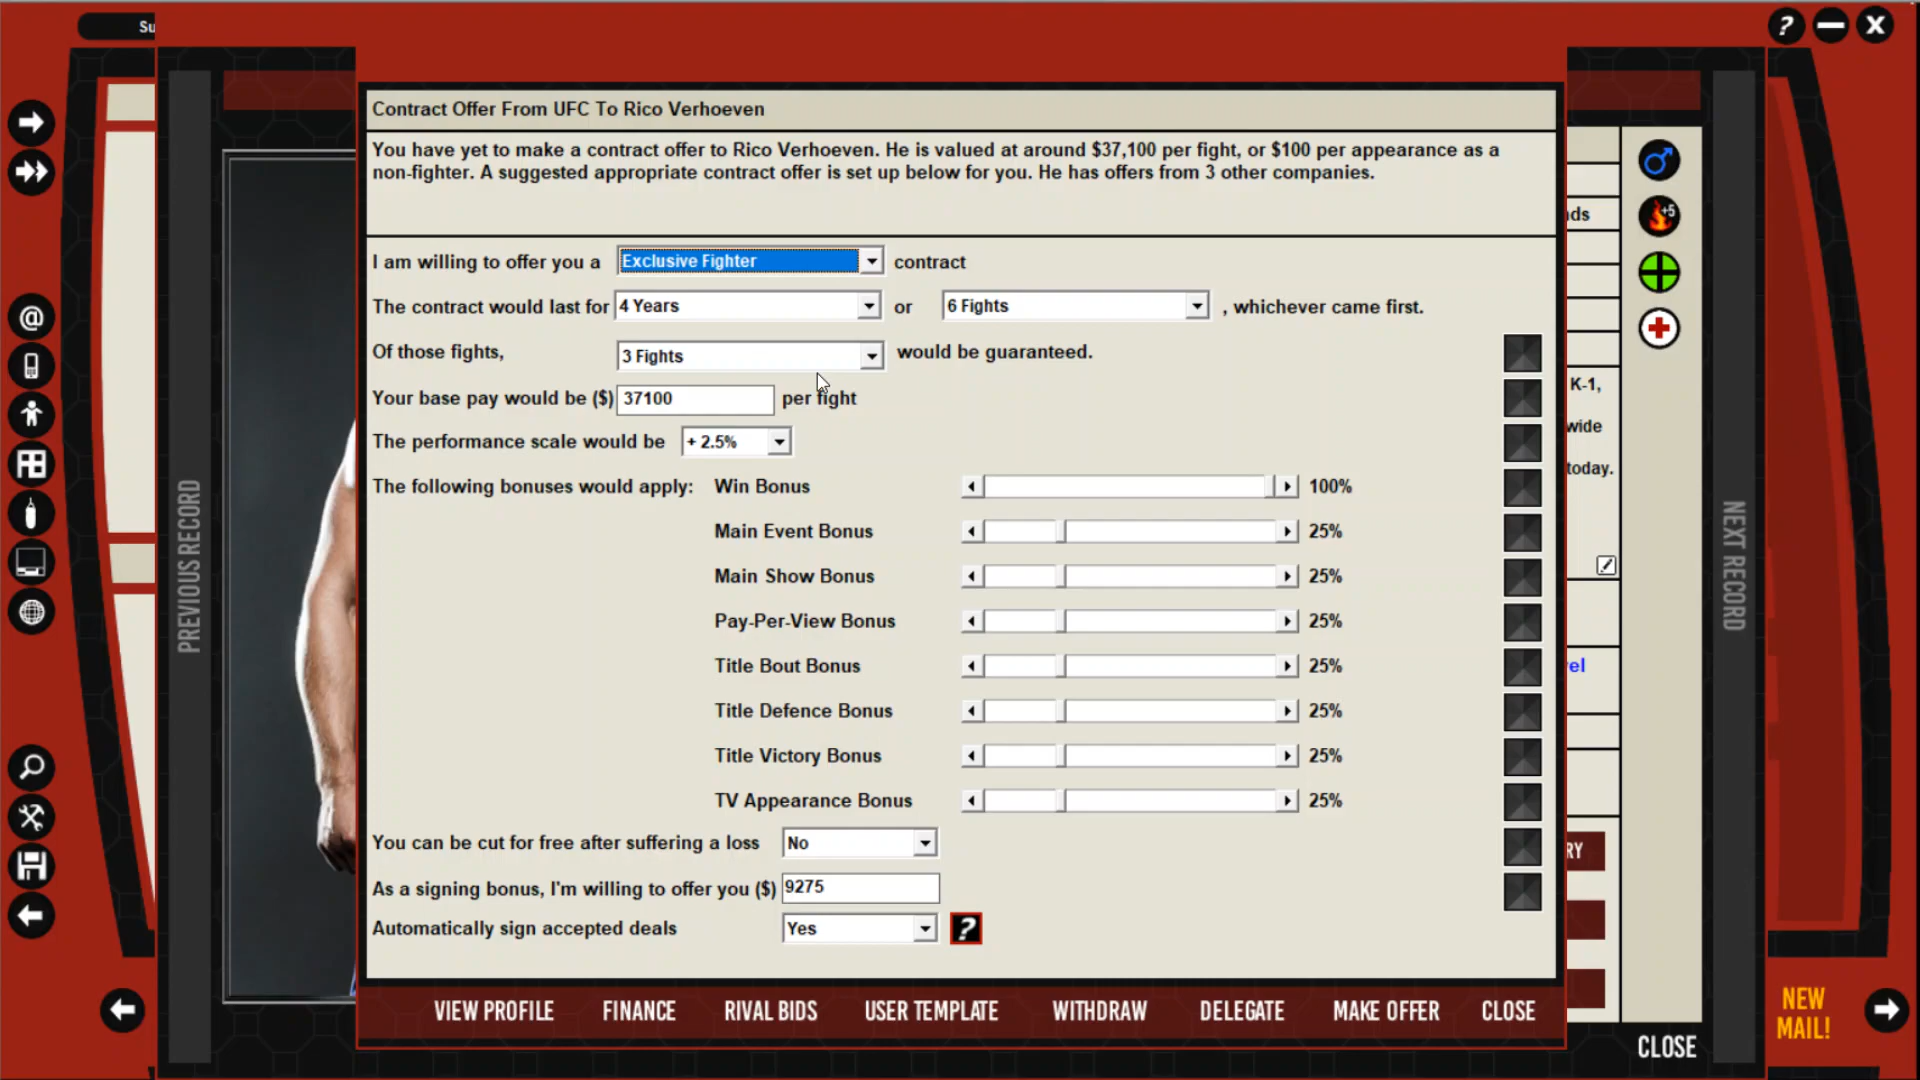 Su
?
X
Contract Offer From UFC To Rico Verhoeven
You have yet to make a contract offer to Rico Verhoeven. He is valued at around $37,100 per fight, or $100 per appearance as a
non-fighter. A suggested appropriate contract offer is set up below for you. He has offers from 3 other companies.
I am willing to offer you a Exclusive Fighter contract
The contract would last for 4 Years or 6 Fights , whichever came first.
Of those fights, 3 Fights would be guaranteed.
Your base pay would be ($) 37100 per fight
The performance scale would be + 2.5%
The following bonuses would apply: Win Bonus 100%
Main Event Bonus 25%
Main Show Bonus 25%
Pay-Per-View Bonus 25%
Title Bout Bonus 25%
Title Defence Bonus 25%
Title Victory Bonus 25%
TV Appearance Bonus 25%
You can be cut for free after suffering a loss No
As a signing bonus, I'm willing to offer you ($) 9275
Automatically sign accepted deals Yes ?
VIEW PROFILE FINANCE RIVAL BIDS USER TEMPLATE WITHDRAW DELEGATE MAKE OFFER CLOSE
PREVIOUS RECORD
NEXT RECORD
+5
@
nds
K-1,
wide
today.
el
RY
CLOSE
NEW
MAIL!